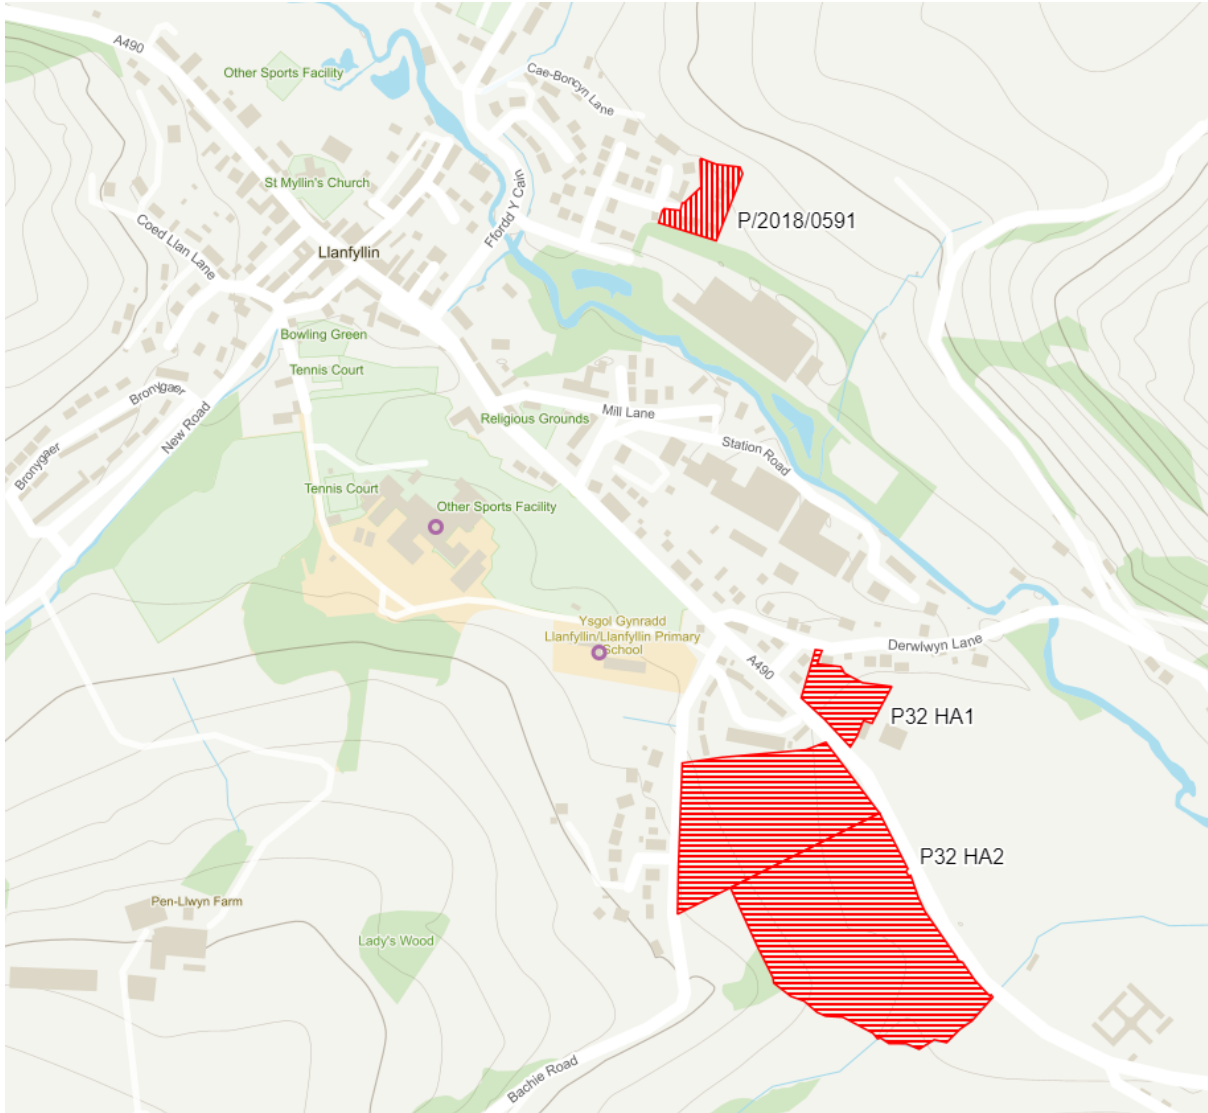 A490
Other Sports Facility
Cae-Borcyn Lane
St Myllin's Church
Ffordd Y Cain
P/2018/0591
Coed Llan Lane
Llanfyllin
Bowling Green
Tennis Court
Bronygaer
New Road
Religious Grounds
Mill Lane
Bronygaer
Station Road
Tennis Court
Other Sports Facility
Ysgol Gynradd
Llanfyllin/Llanfyllin Primary
School
Derwlwyn Lane
A490
P32 HA1
P32 HA2
Pen-Llwyn Farm
Lady's Wood
Bachie Road